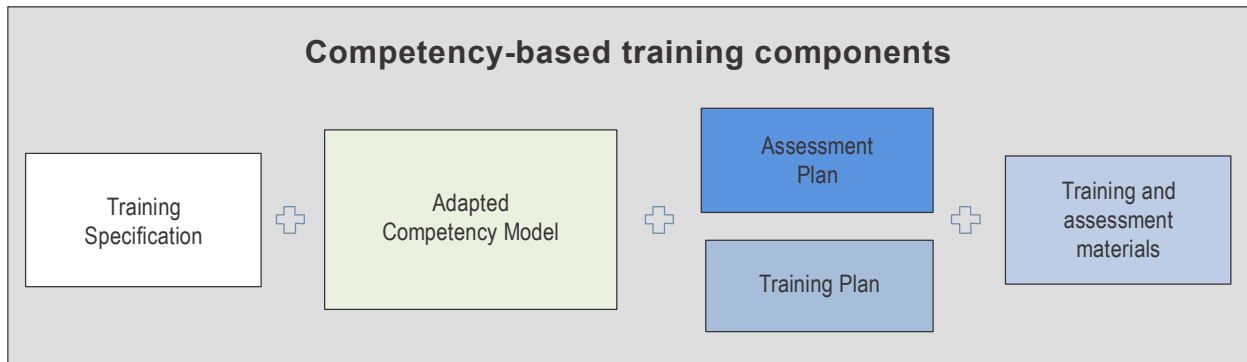 Competency-based training components
Training
Specification
Adapted
Competency Model
Assessment
Plan
Training Plan
Training and
assessment
materials